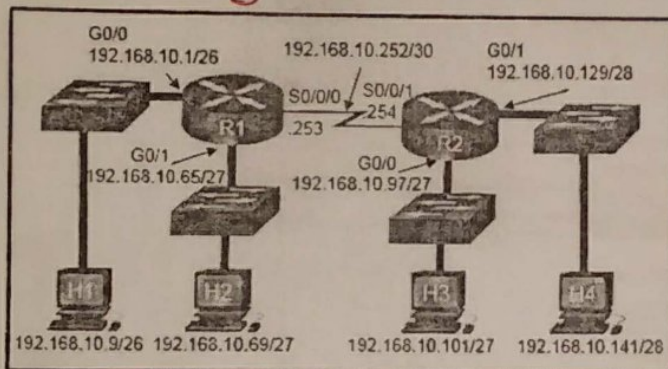 G0/0
192.168.10.1/26
192.168.10.252/30
G0/1
192.168.10.129/28
S0/0/0
S0/0/1
R1
.253
.254
R2
G0/1
192.168.10.65/27
G0/0
192.168.10.97/27
H1
H2
H3
H4
192.168.10.9/26
192.168.10.69/27
192.168.10.101/27
192.168.10.141/28